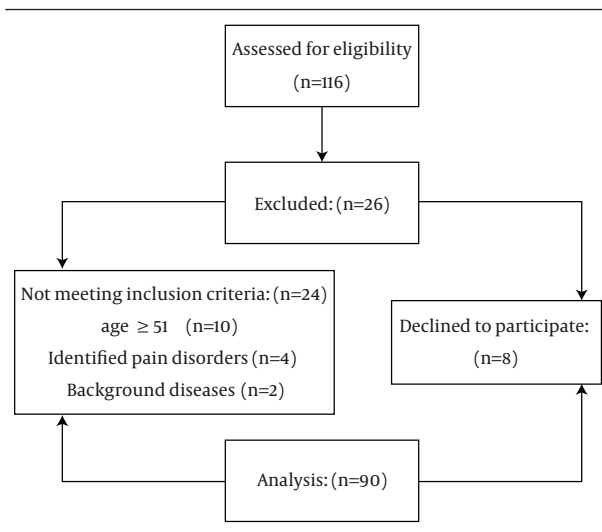 Assessed for eligibility
(n=116)
Excluded: (n=26)
Not meeting inclusion criteria: (n=24)
age ≥ 51 (n=10)
Identified pain disorders (n=4)
Background diseases (n=2)
Declined to participate:
(n=8)
Analysis: (n=90)